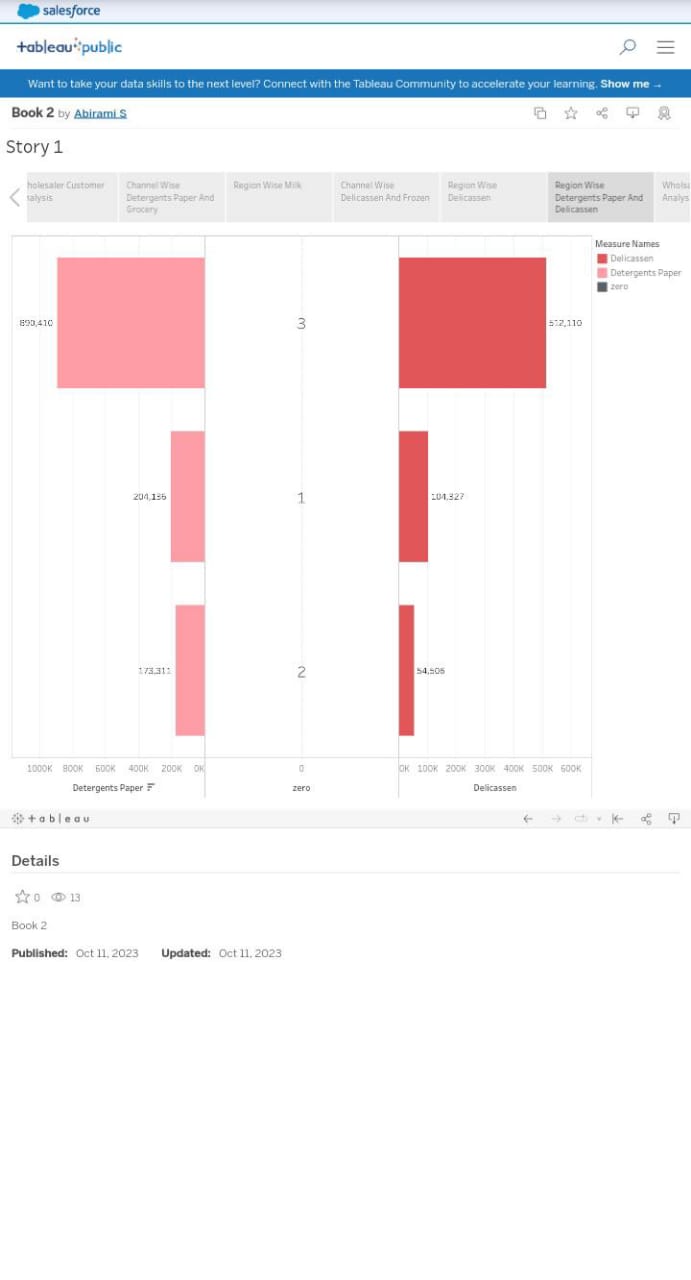 salesforce
+ableau public
Want to take your data skills to the next level? Connect with the Tableau Community to accelerate your learning. Show me →
Book 2 by Abirami S
Story 1
holesaler Customer
nalysis
Channel Wise
Detergents Paper And
Grocery
Region Wise Milk
Channel Wise
Delicassen And Frozen
Region Wise
Delicassen
Region Wise
Detergents Paper And
Delicassen
Wholsa
Analys
Measure Names
Delicassen
Detergents Paper
zero
890,410
3
512,110
204,136
1
104,327
173,311
2
54,506
1000K 800K 600K 400K 200K 0K
0
0K 100K 200K 300K 400K 500K 600K
Detergents Paper
zero
Delicassen
+ableau
Details
0 13
Book 2
Published: Oct 11, 2023 Updated: Oct 11, 2023